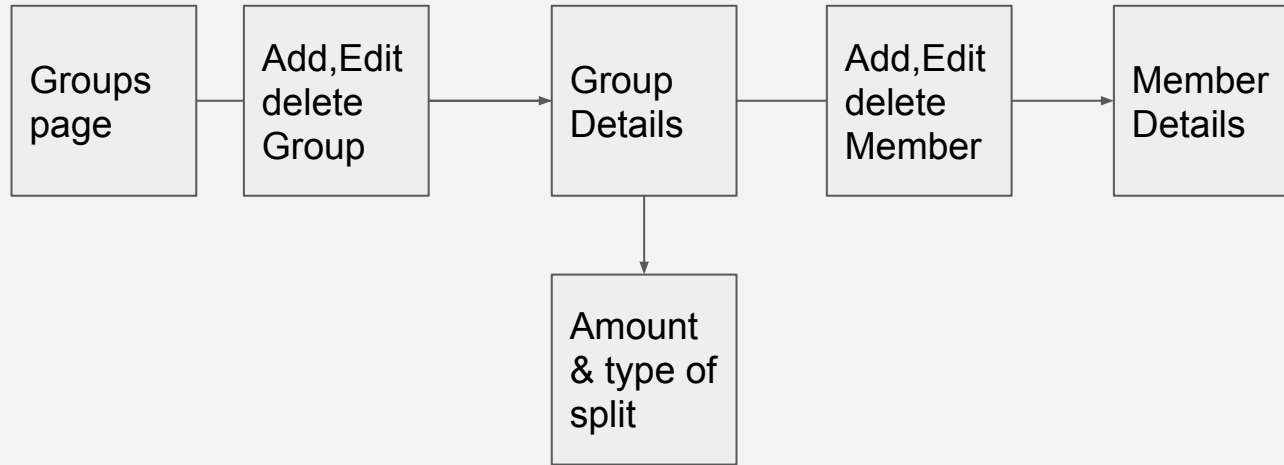 Groups
page
Add,Edit
delete
Group
Group
Details
Add,Edit
delete
Member
Member
Details
Amount
& type of
split